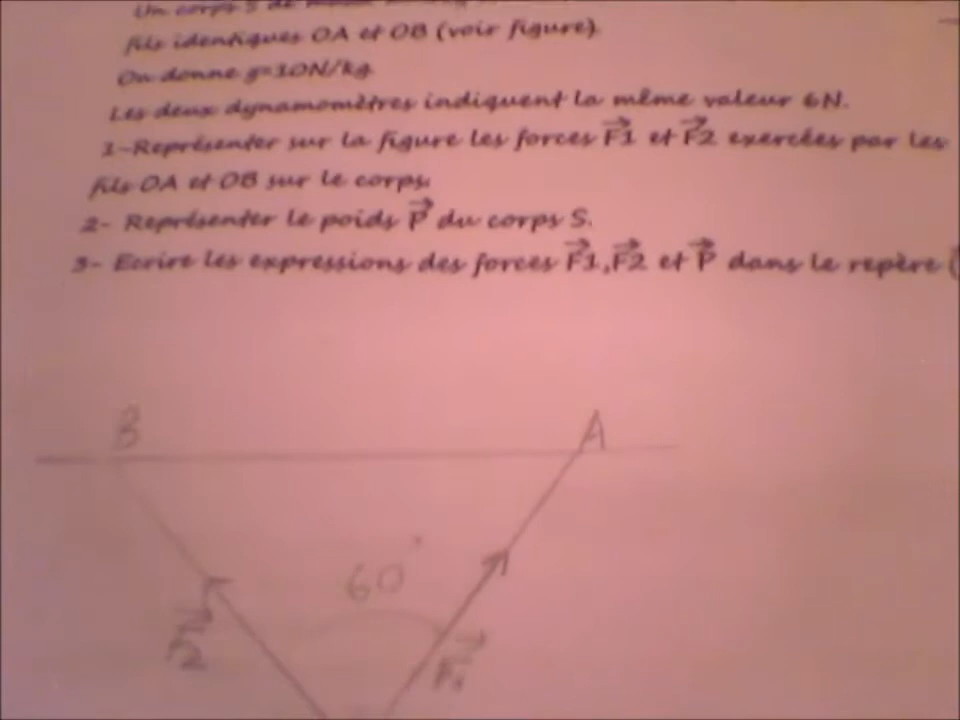 Un corps S de
fils identiques OA et OB (voir figure).
On donne g=10N/kg
Les deux dynamomètres indiquent la même valeur 6N.
1-Représenter sur la figure les forces F1 et F2 exercées par les
fils OA et OB sur le corps.
2- Représenter le poids P du corps S.
3- Ecrire les expressions des forces F1,F2 et P dans le repère (
B A
60°
F2
F1